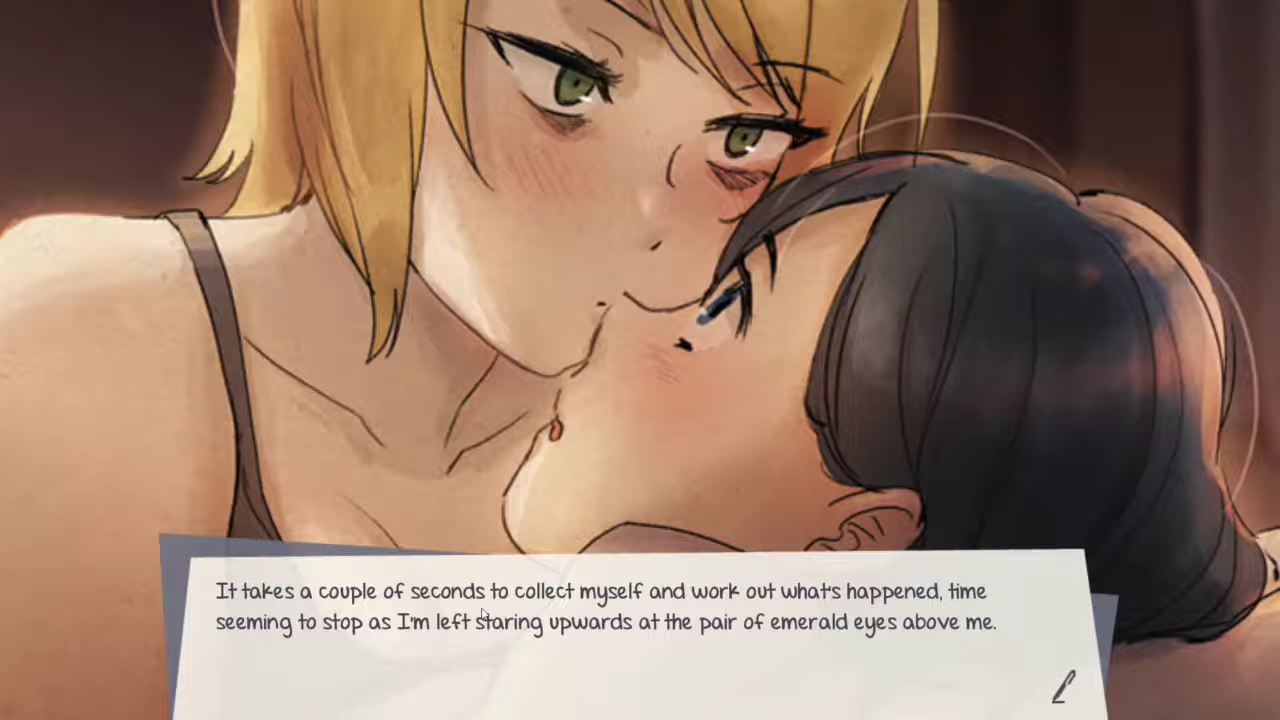 It takes a couple of seconds to collect myself and work out what's happened, time
seeming to stop as I'm left staring upwards at the pair of emerald eyes above me.